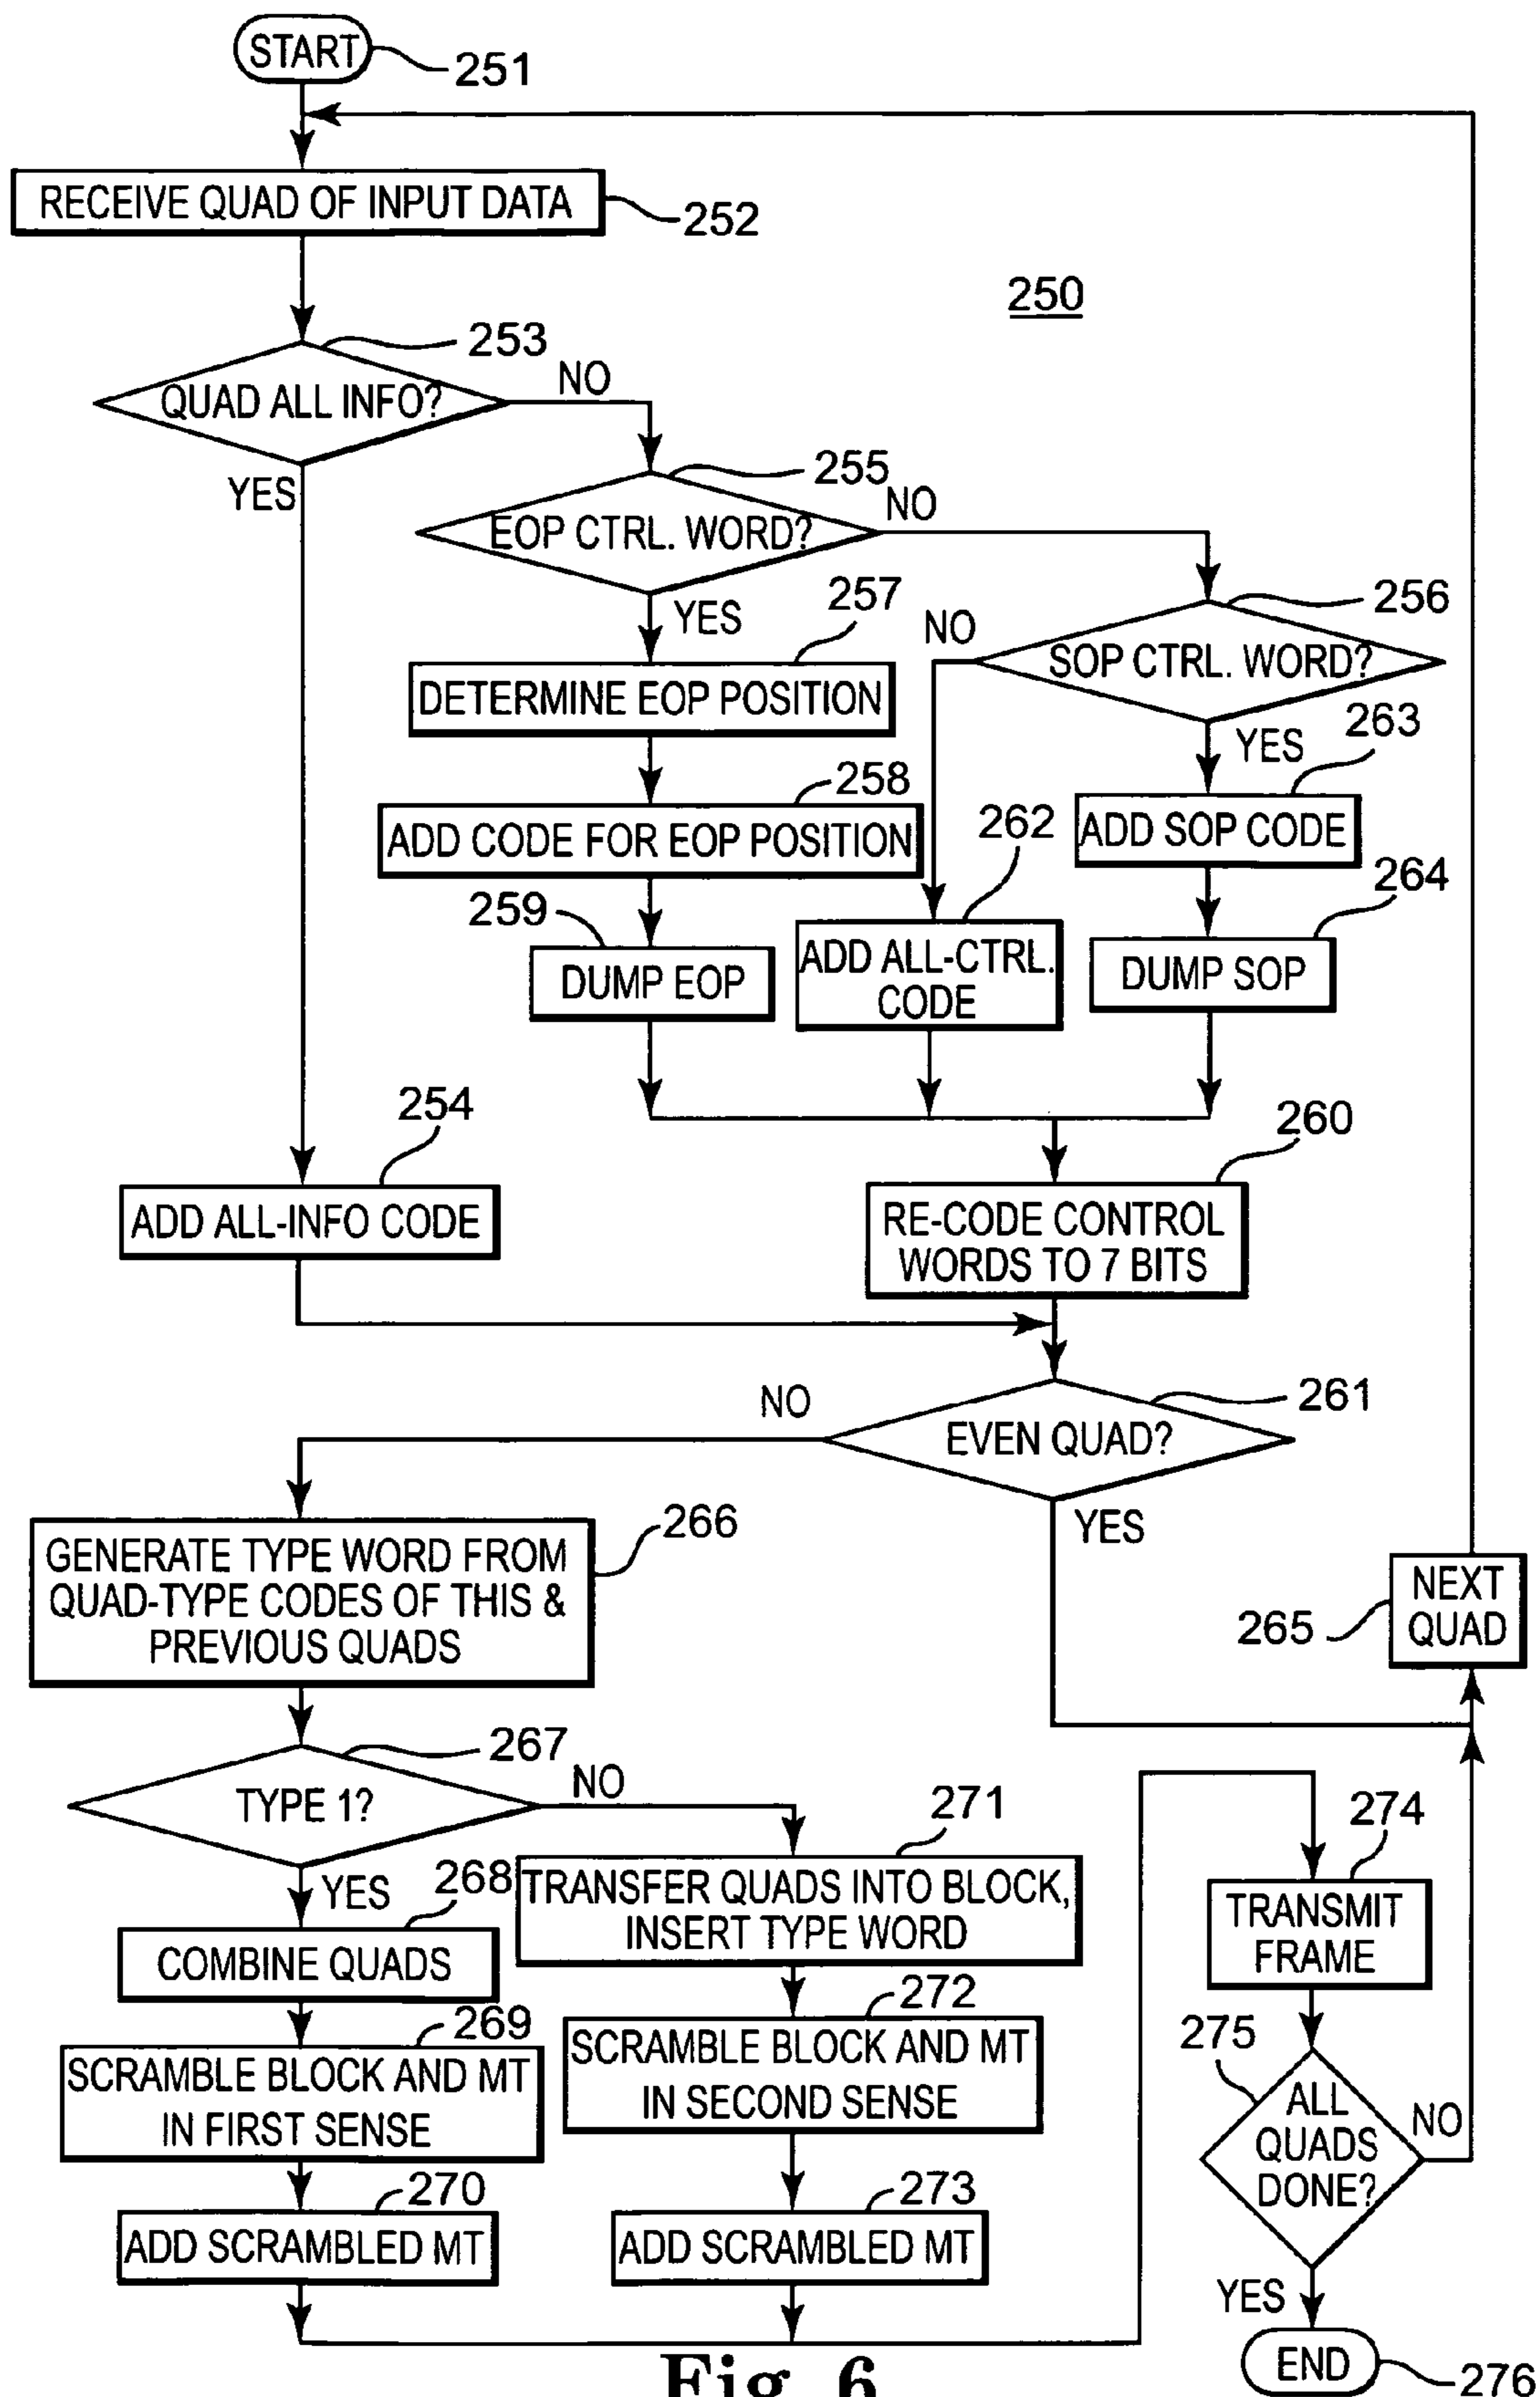 START
251
RECEIVE QUAD OF INPUT DATA
252
250
253
QUAD ALL INFO?
NO
YES
255
EOP CTRL. WORD?
NO
YES
257
256
NO
SOP CTRL. WORD?
DETERMINE EOP POSITION
263
YES
258
ADD CODE FOR EOP POSITION
262
ADD SOP CODE
264
259
DUMP EOP
ADD ALL-CTRL.
CODE
DUMP SOP
254
260
ADD ALL-INFO CODE
RE-CODE CONTROL
WORDS TO 7 BITS
NO
261
EVEN QUAD?
YES
266
GENERATE TYPE WORD FROM
QUAD-TYPE CODES OF THIS &
PREVIOUS QUADS
265
NEXT
QUAD
267
TYPE 1?
NO
271
274
YES
268
TRANSFER QUADS INTO BLOCK,
INSERT TYPE WORD
TRANSMIT
FRAME
COMBINE QUADS
272
269
SCRAMBLE BLOCK AND MT
IN FIRST SENSE
SCRAMBLE BLOCK AND MT
IN SECOND SENSE
275
ALL
QUADS
DONE?
NO
270
273
ADD SCRAMBLED MT
ADD SCRAMBLED MT
YES
END
276
Fig. 6